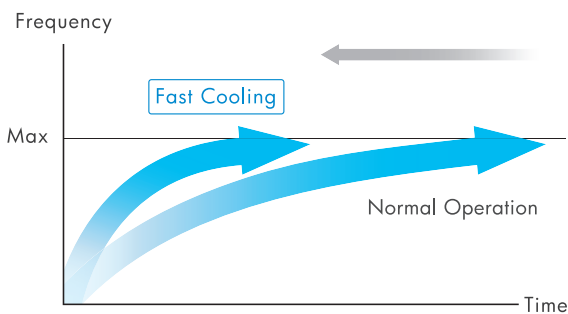 Frequency
Fast Cooling
Max
Normal Operation
Time